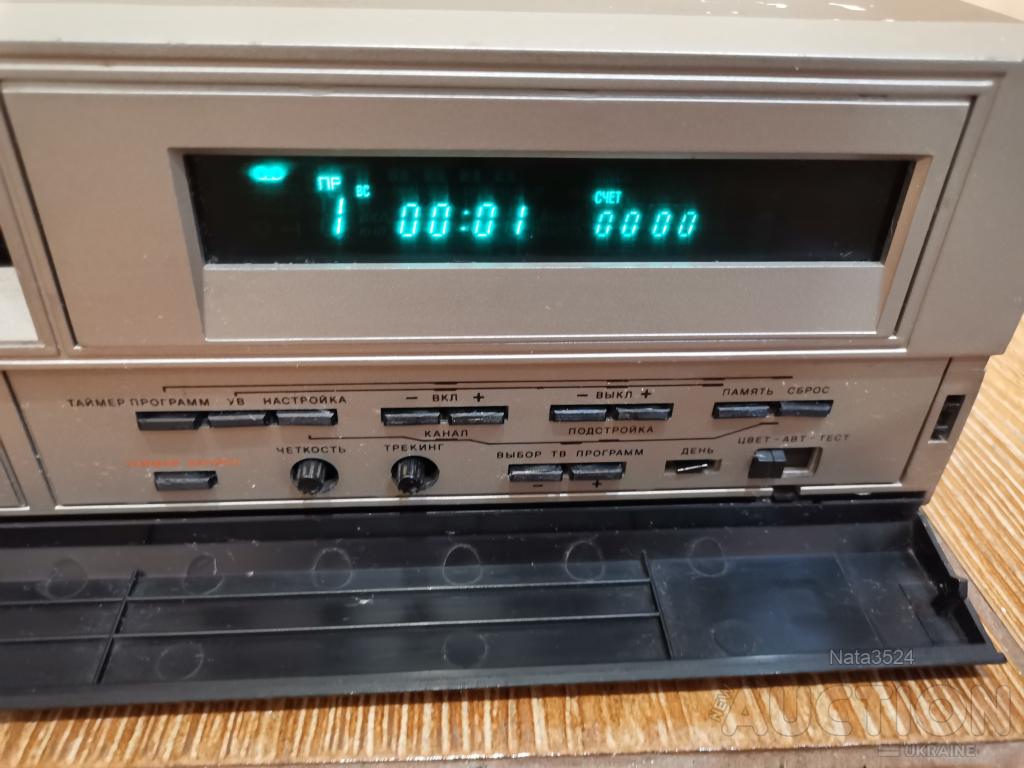 ПР ВС СЧЕТ
1 00:01 0000
ТАЙМЕР ПРОГРАММ УВ НАСТРОЙКА – ВКЛ + – ВЫКЛ + ПАМЯТЬ СБРОС
КАНАЛ ПОДСТРОЙКА
ЧЕТКОСТЬ ТРЕКИНГ ВЫБОР ТВ ПРОГРАММ ДЕНЬ ЦВЕТ-АВТ-ТЕСТ
– +
Nata3524
NEW AUCTION
UKRAINE